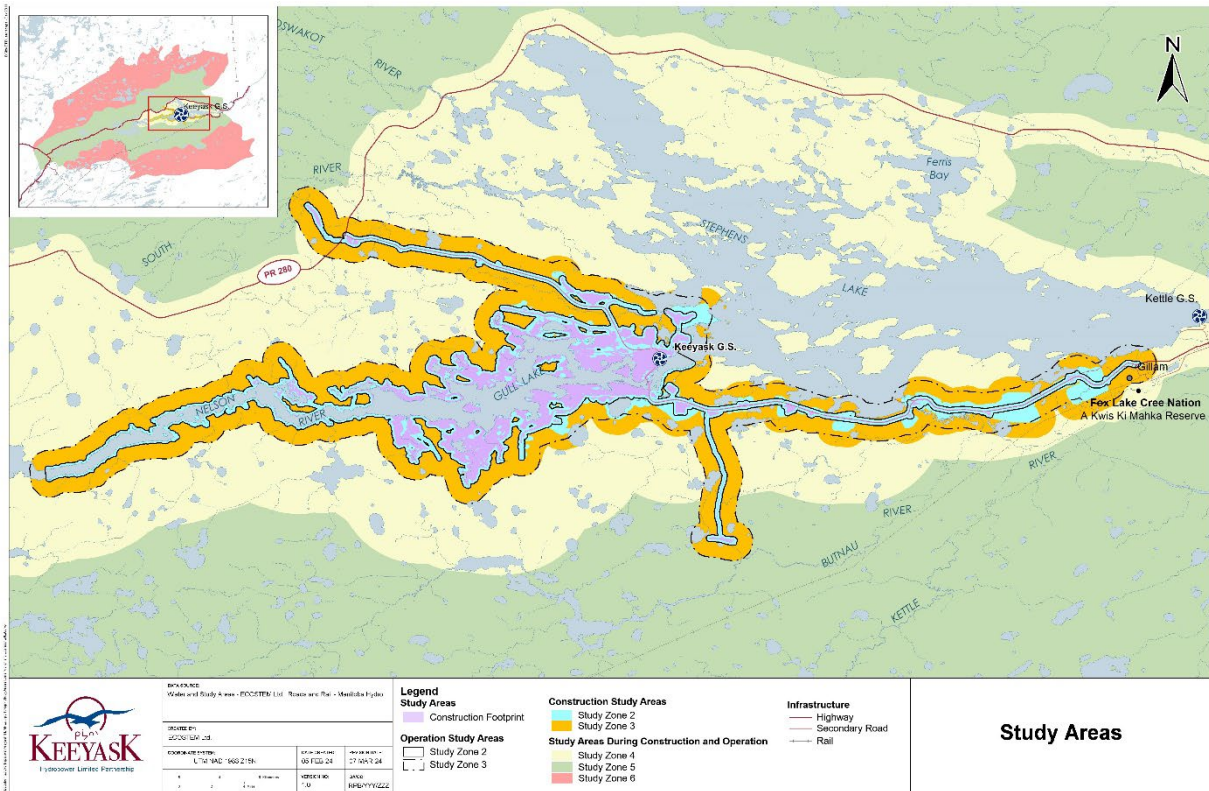 Keeyask G.S.
N
RIVER
RIVER
Ferris
Bay
STEPHENS
SOUTH
PR 280
LAKE
Kettle G.S.
Keeyask G.S.
GULL LAKE
Gillam
NELSON
RIVER
Fox Lake Cree Nation
A Kwis Ki Mahka Reserve
RIVER
RIVER
BUTNAU
KETTLE
KEEYASK
Hydropower Limited Partnership
DATA SOURCE:
Water and Study Areas - ECOSTEM Ltd. Roads and Rail - Manitoba Hydro
CREATED BY:
ECOSTEM Ltd.
COORDINATE SYSTEM:
DATE CREATED:
05 FEB 24
07 MAR 24
VERSION NO:
1.0
Legend
Study Areas
Construction Footprint
Operation Study Areas
Study Zone 2
Study Zone 3
Construction Study Areas
Study Zone 2
Study Zone 3
Study Areas During Construction and Operation
Study Zone 4
Study Zone 5
Study Zone 6
Infrastructure
Highway
Secondary Road
Rail
Study Areas